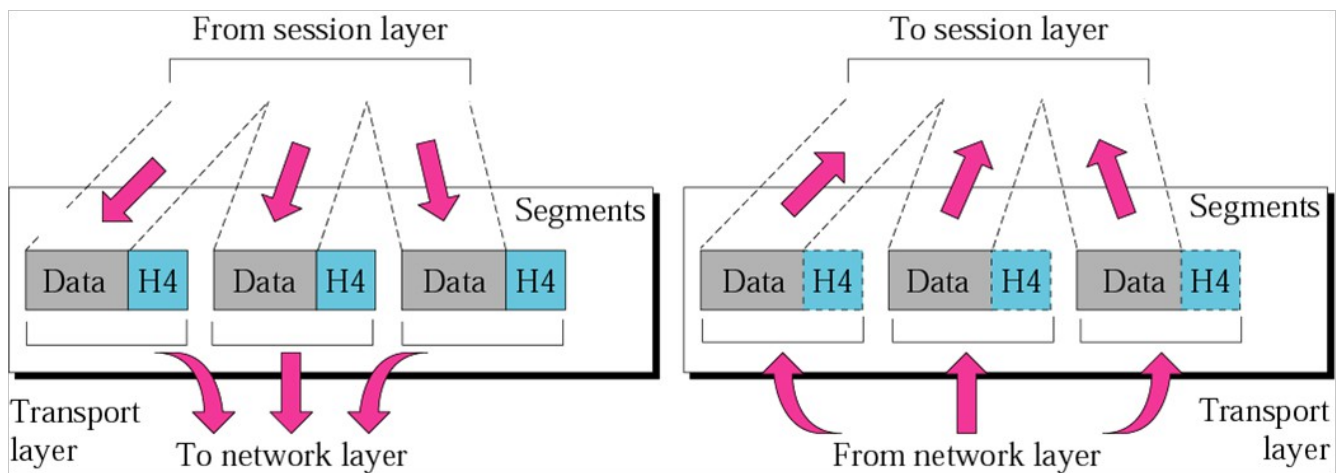 From session layer
Segments
Data H4 Data H4 Data H4
Transport
layer
To network layer
To session layer
Segments
Data H4 Data H4 Data H4
From network layer
Transport
layer